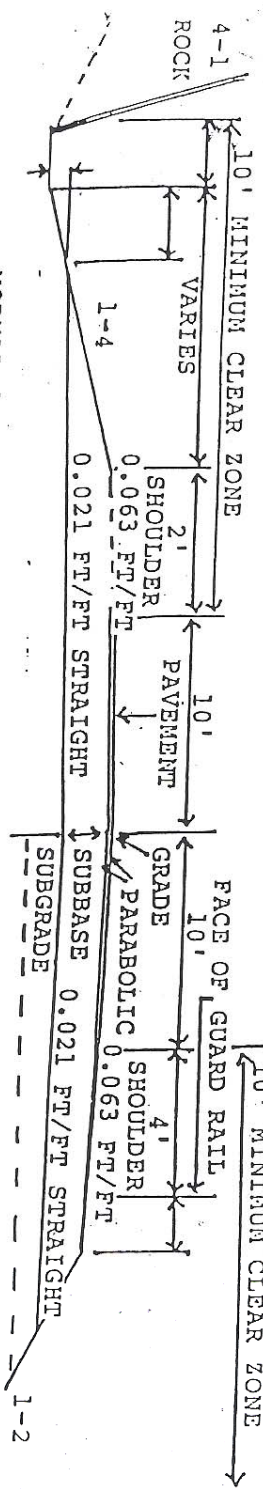 4-1
ROCK
10' MINIMUM CLEAR ZONE
VARIES
1-4
2'
SHOULDER
0.063 FT/FT
0.021 FT/FT STRAIGHT
10'
PAVEMENT
GRADE
PARABOLIC
SUBBASE
SUBGRADE
FACE OF GUARD RAIL
10'
4'
SHOULDER
0.063 FT/FT
0.021 FT/FT STRAIGHT
10' MINIMUM CLEAR ZONE
1-2